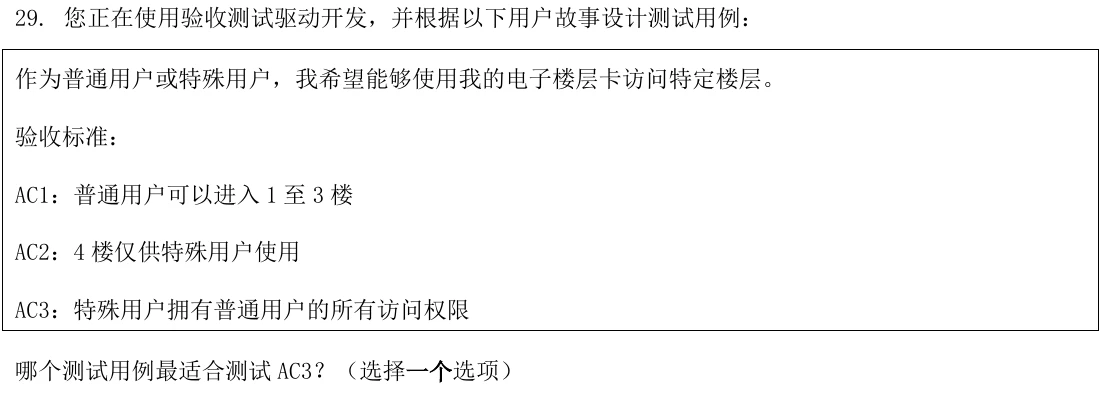 29. 您正在使用验收测试驱动开发，并根据以下用户故事设计测试用例：
作为普通用户或特殊用户，我希望能够使用我的电子楼层卡访问特定楼层。
验收标准：
AC1：普通用户可以进入 1 至 3 楼
AC2：4 楼仅供特殊用户使用
AC3：特殊用户拥有普通用户的所有访问权限
哪个测试用例最适合测试 AC3？（选择一个选项）